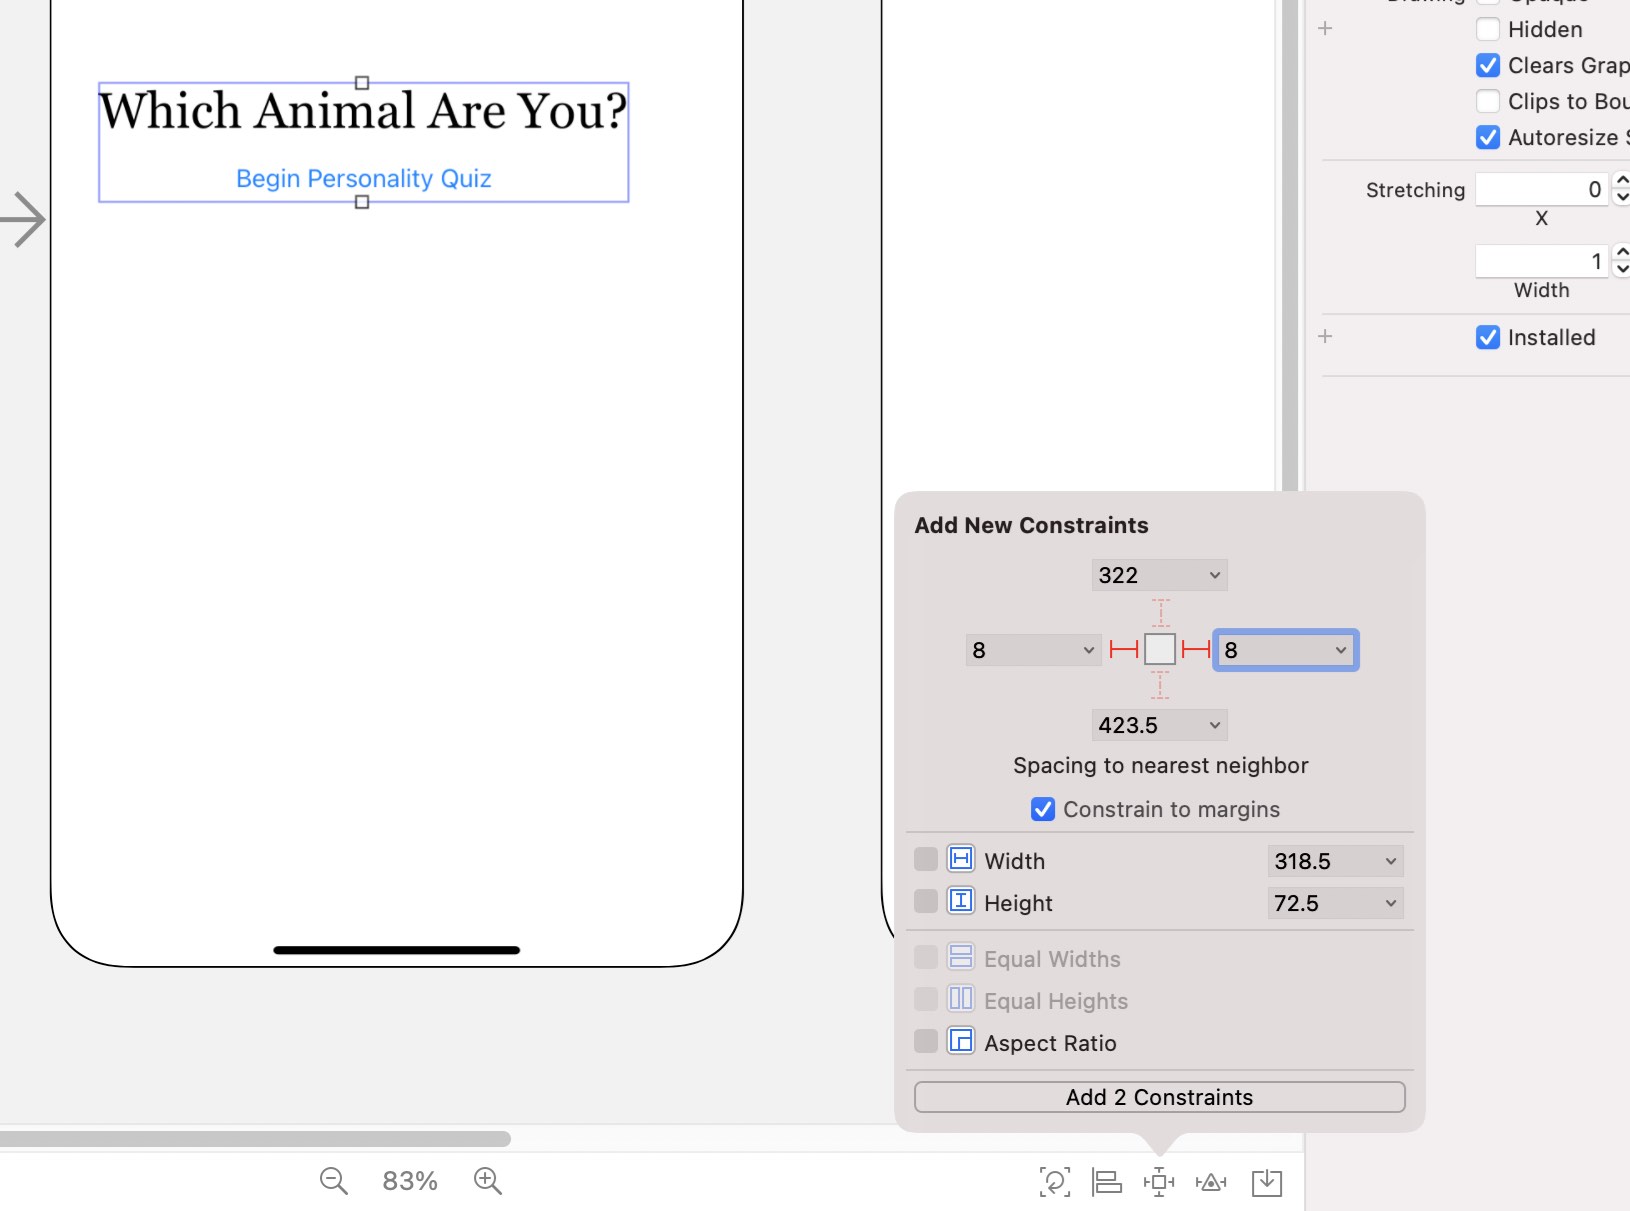 Which Animal Are You?
Begin Personality Quiz
Hidden
Clears Grap
Clips to Bou
Autoresize S
Stretching
0
X
1
Width
Installed
Add New Constraints
322
8
8
423.5
Spacing to nearest neighbor
Constrain to margins
Width
318.5
Height
72.5
Equal Widths
Equal Heights
Aspect Ratio
Add 2 Constraints
83%